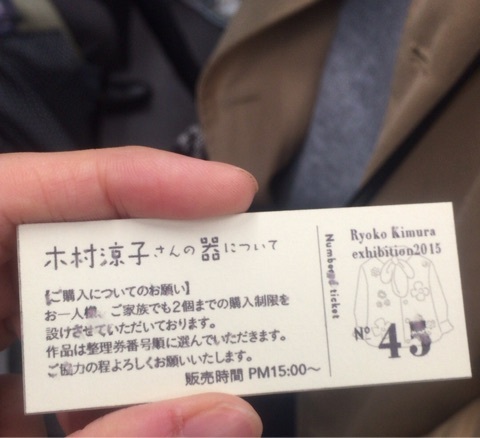 木村涼子さんの器について
【ご購入についてのお願い】
お一人様、ご家族でも2個までの購入制限を
設けさせていただいております。
作品は整理券番号順に選んでいただきます。
ご協力の程よろしくお願いいたします。
販売時間 PM15:00～
Numbered ticket
Ryoko Kimura
exhibition2015
Nº 45